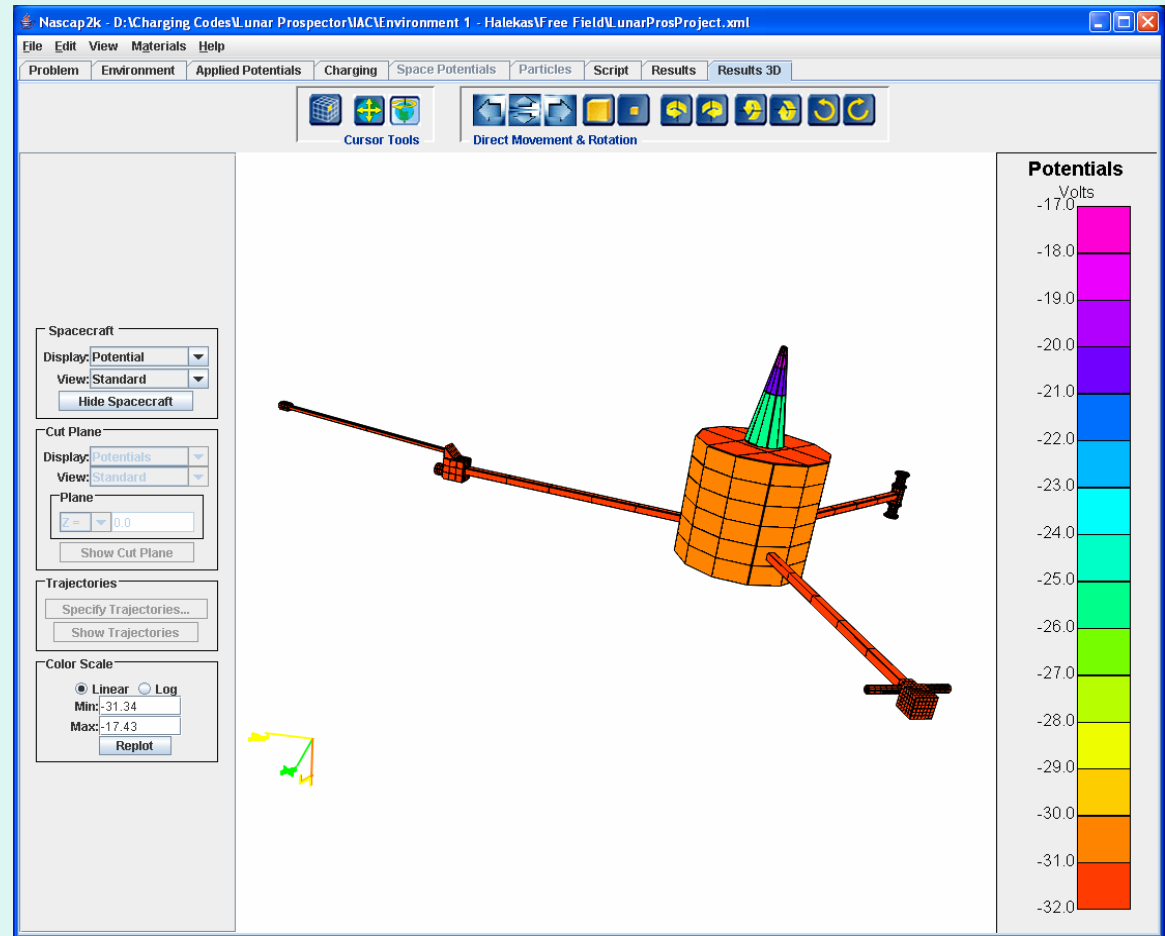 Nascap2k - D:\Charging Codes\Lunar Prospector\IAC\Environment 1 - Halekas\Free Field\LunarProsProject.xml
File Edit View Materials Help
Problem Environment Applied Potentials Charging Space Potentials Particles Script Results Results 3D
Cursor Tools Direct Movement & Rotation
Spacecraft
Display: Potential
View: Standard
Hide Spacecraft
Cut Plane
Display: Potentials
View: Standard
Plane
Z = 0.0
Show Cut Plane
Trajectories
Specify Trajectories...
Show Trajectories
Color Scale
Linear Log
Min: -31.34
Max: -17.43
Replot
Potentials
Volts
-17.0
-18.0
-19.0
-20.0
-21.0
-22.0
-23.0
-24.0
-25.0
-26.0
-27.0
-28.0
-29.0
-30.0
-31.0
-32.0